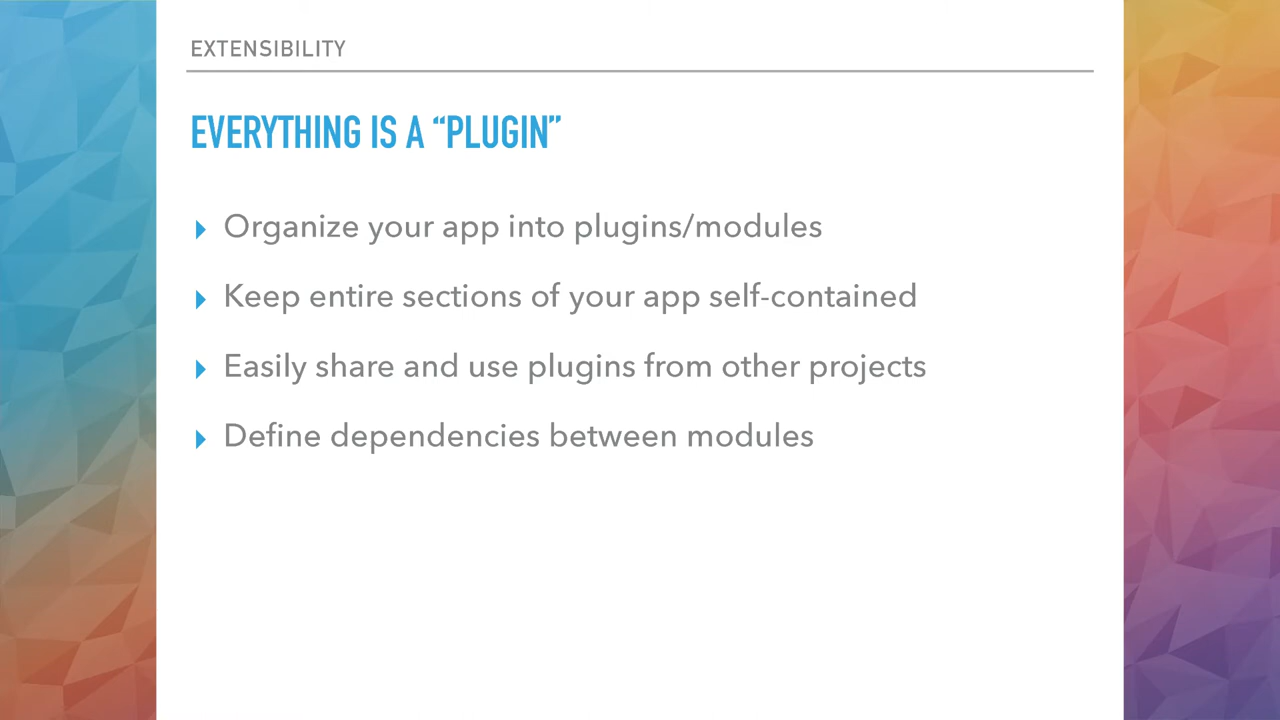 EXTENSIBILITY
EVERYTHING IS A “PLUGIN”
Organize your app into plugins/modules
Keep entire sections of your app self-contained
Easily share and use plugins from other projects
Define dependencies between modules